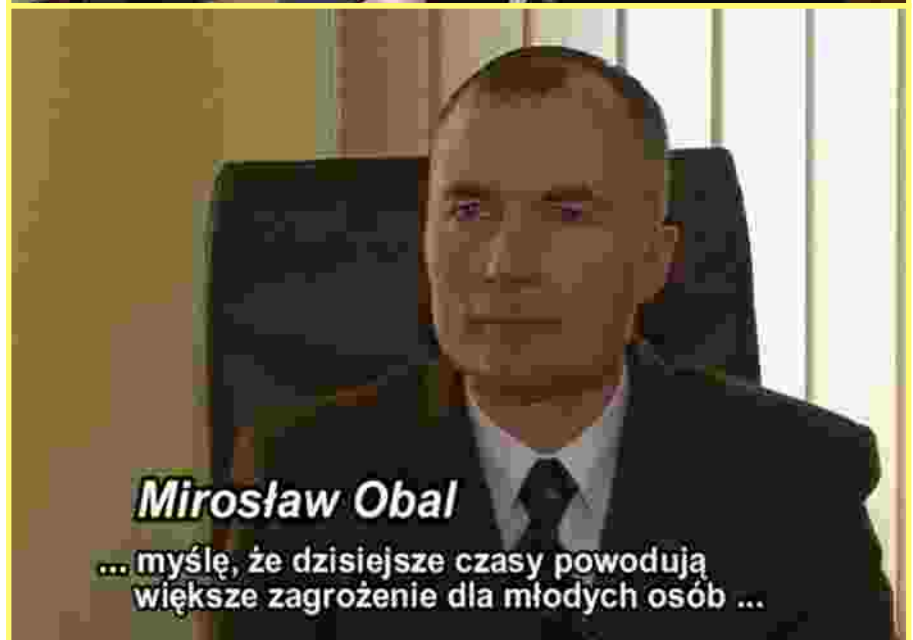 Mirosław Obal
... myślę, że dzisiejsze czasy powodują
większe zagrożenie dla młodych osób ...